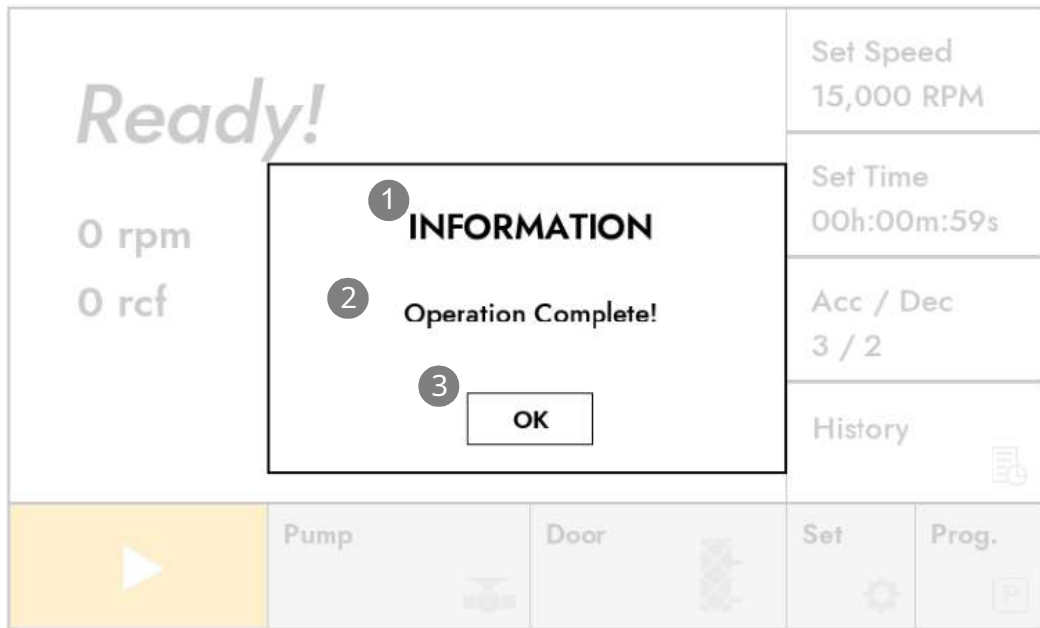 Ready!
0 rpm
0 rcf
Set Speed
15,000 RPM
Set Time
00h:00m:59s
Acc / Dec
3 / 2
History
1
INFORMATION
2
Operation Complete!
3
OK
Pump
Door
Set
Prog.
P